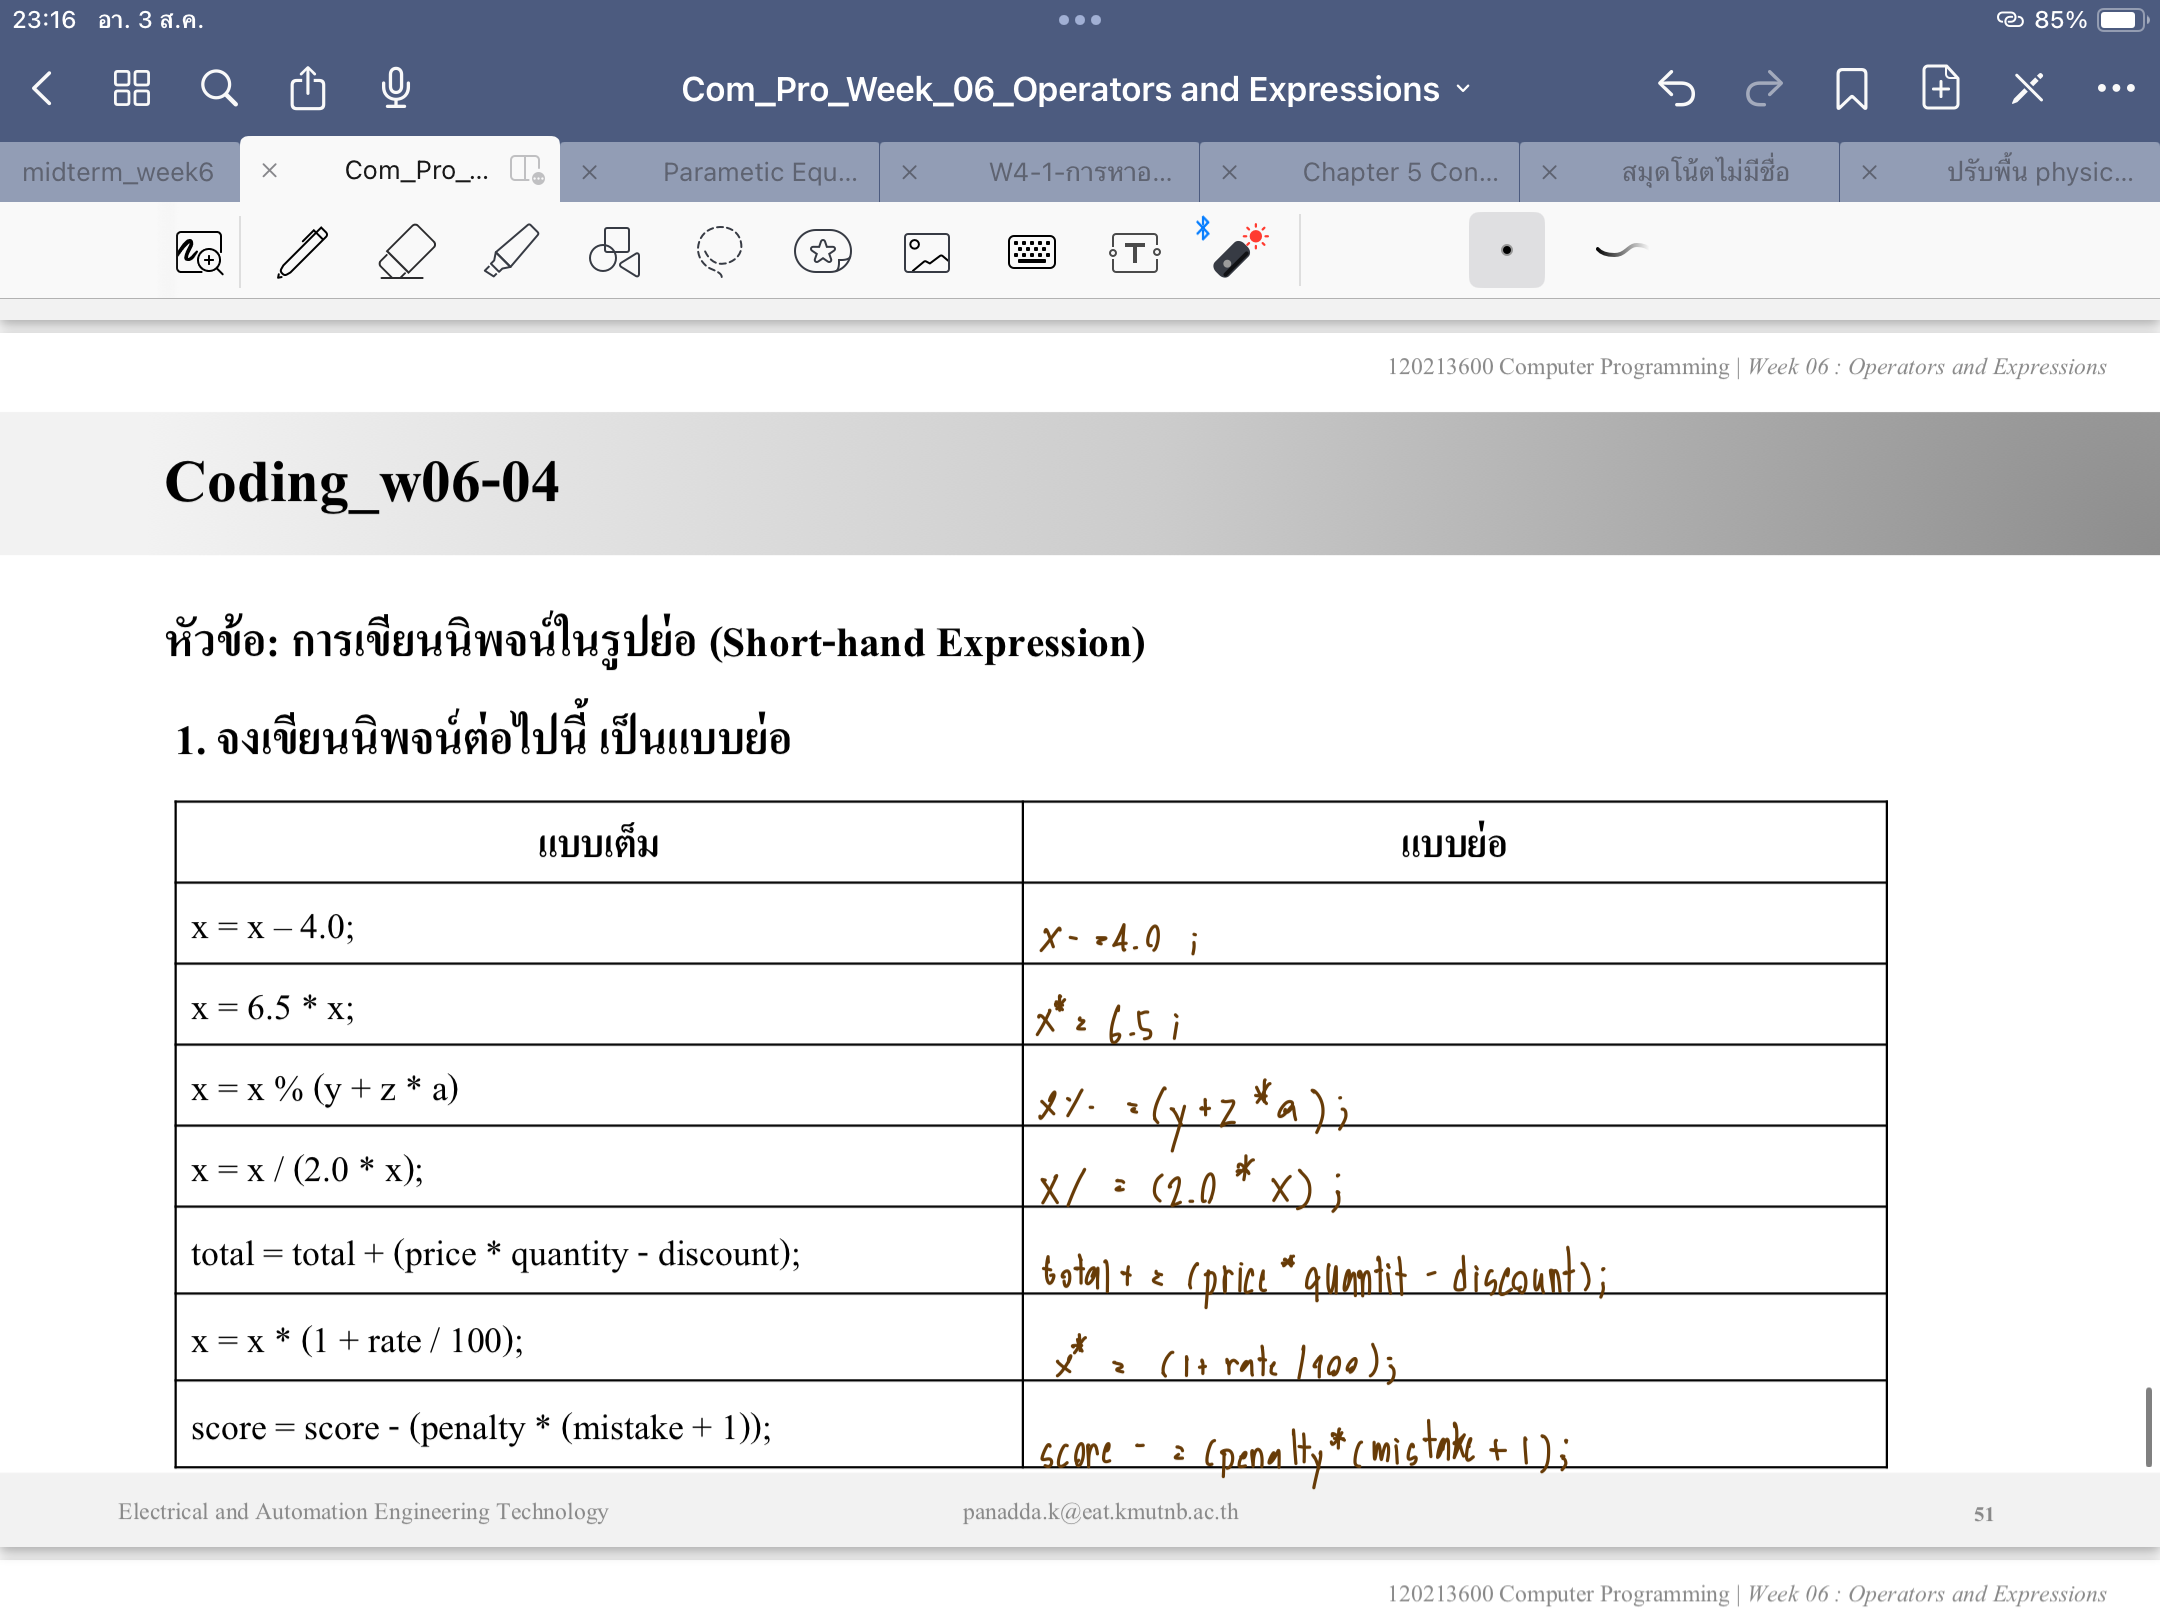 23:16 อา. 3 ส.ค.
85%
Com_Pro_Week_06_Operators and Expressions
midterm_week6
Com_Pro_...
Parametic Equ...
W4-1-การหาอ...
Chapter 5 Con...
สมุดโน้ตไม่มีชื่อ
ปรับพื้น physic...
120213600 Computer Programming | Week 06 : Operators and Expressions
Coding_w06-04
หัวข้อ: การเขียนนิพจน์ในรูปย่อ (Short-hand Expression)
1. จงเขียนนิพจน์ต่อไปนี้ เป็นแบบย่อ
แบบเต็ม แบบย่อ
x = x – 4.0; x - = 4.0 ;
x = 6.5 * x; x* = 6.5 ;
x = x % (y + z * a) x % = (y + z * a) ;
x = x / (2.0 * x); x / = (2.0 * x) ;
total = total + (price * quantity - discount); total + = (price * quantit - discount);
x = x * (1 + rate / 100); x* = (1 + rate / 100);
score = score - (penalty * (mistake + 1)); score - = (penalty * (mistake + 1);
Electrical and Automation Engineering Technology panadda.k@eat.kmutnb.ac.th 51
120213600 Computer Programming | Week 06 : Operators and Expressions